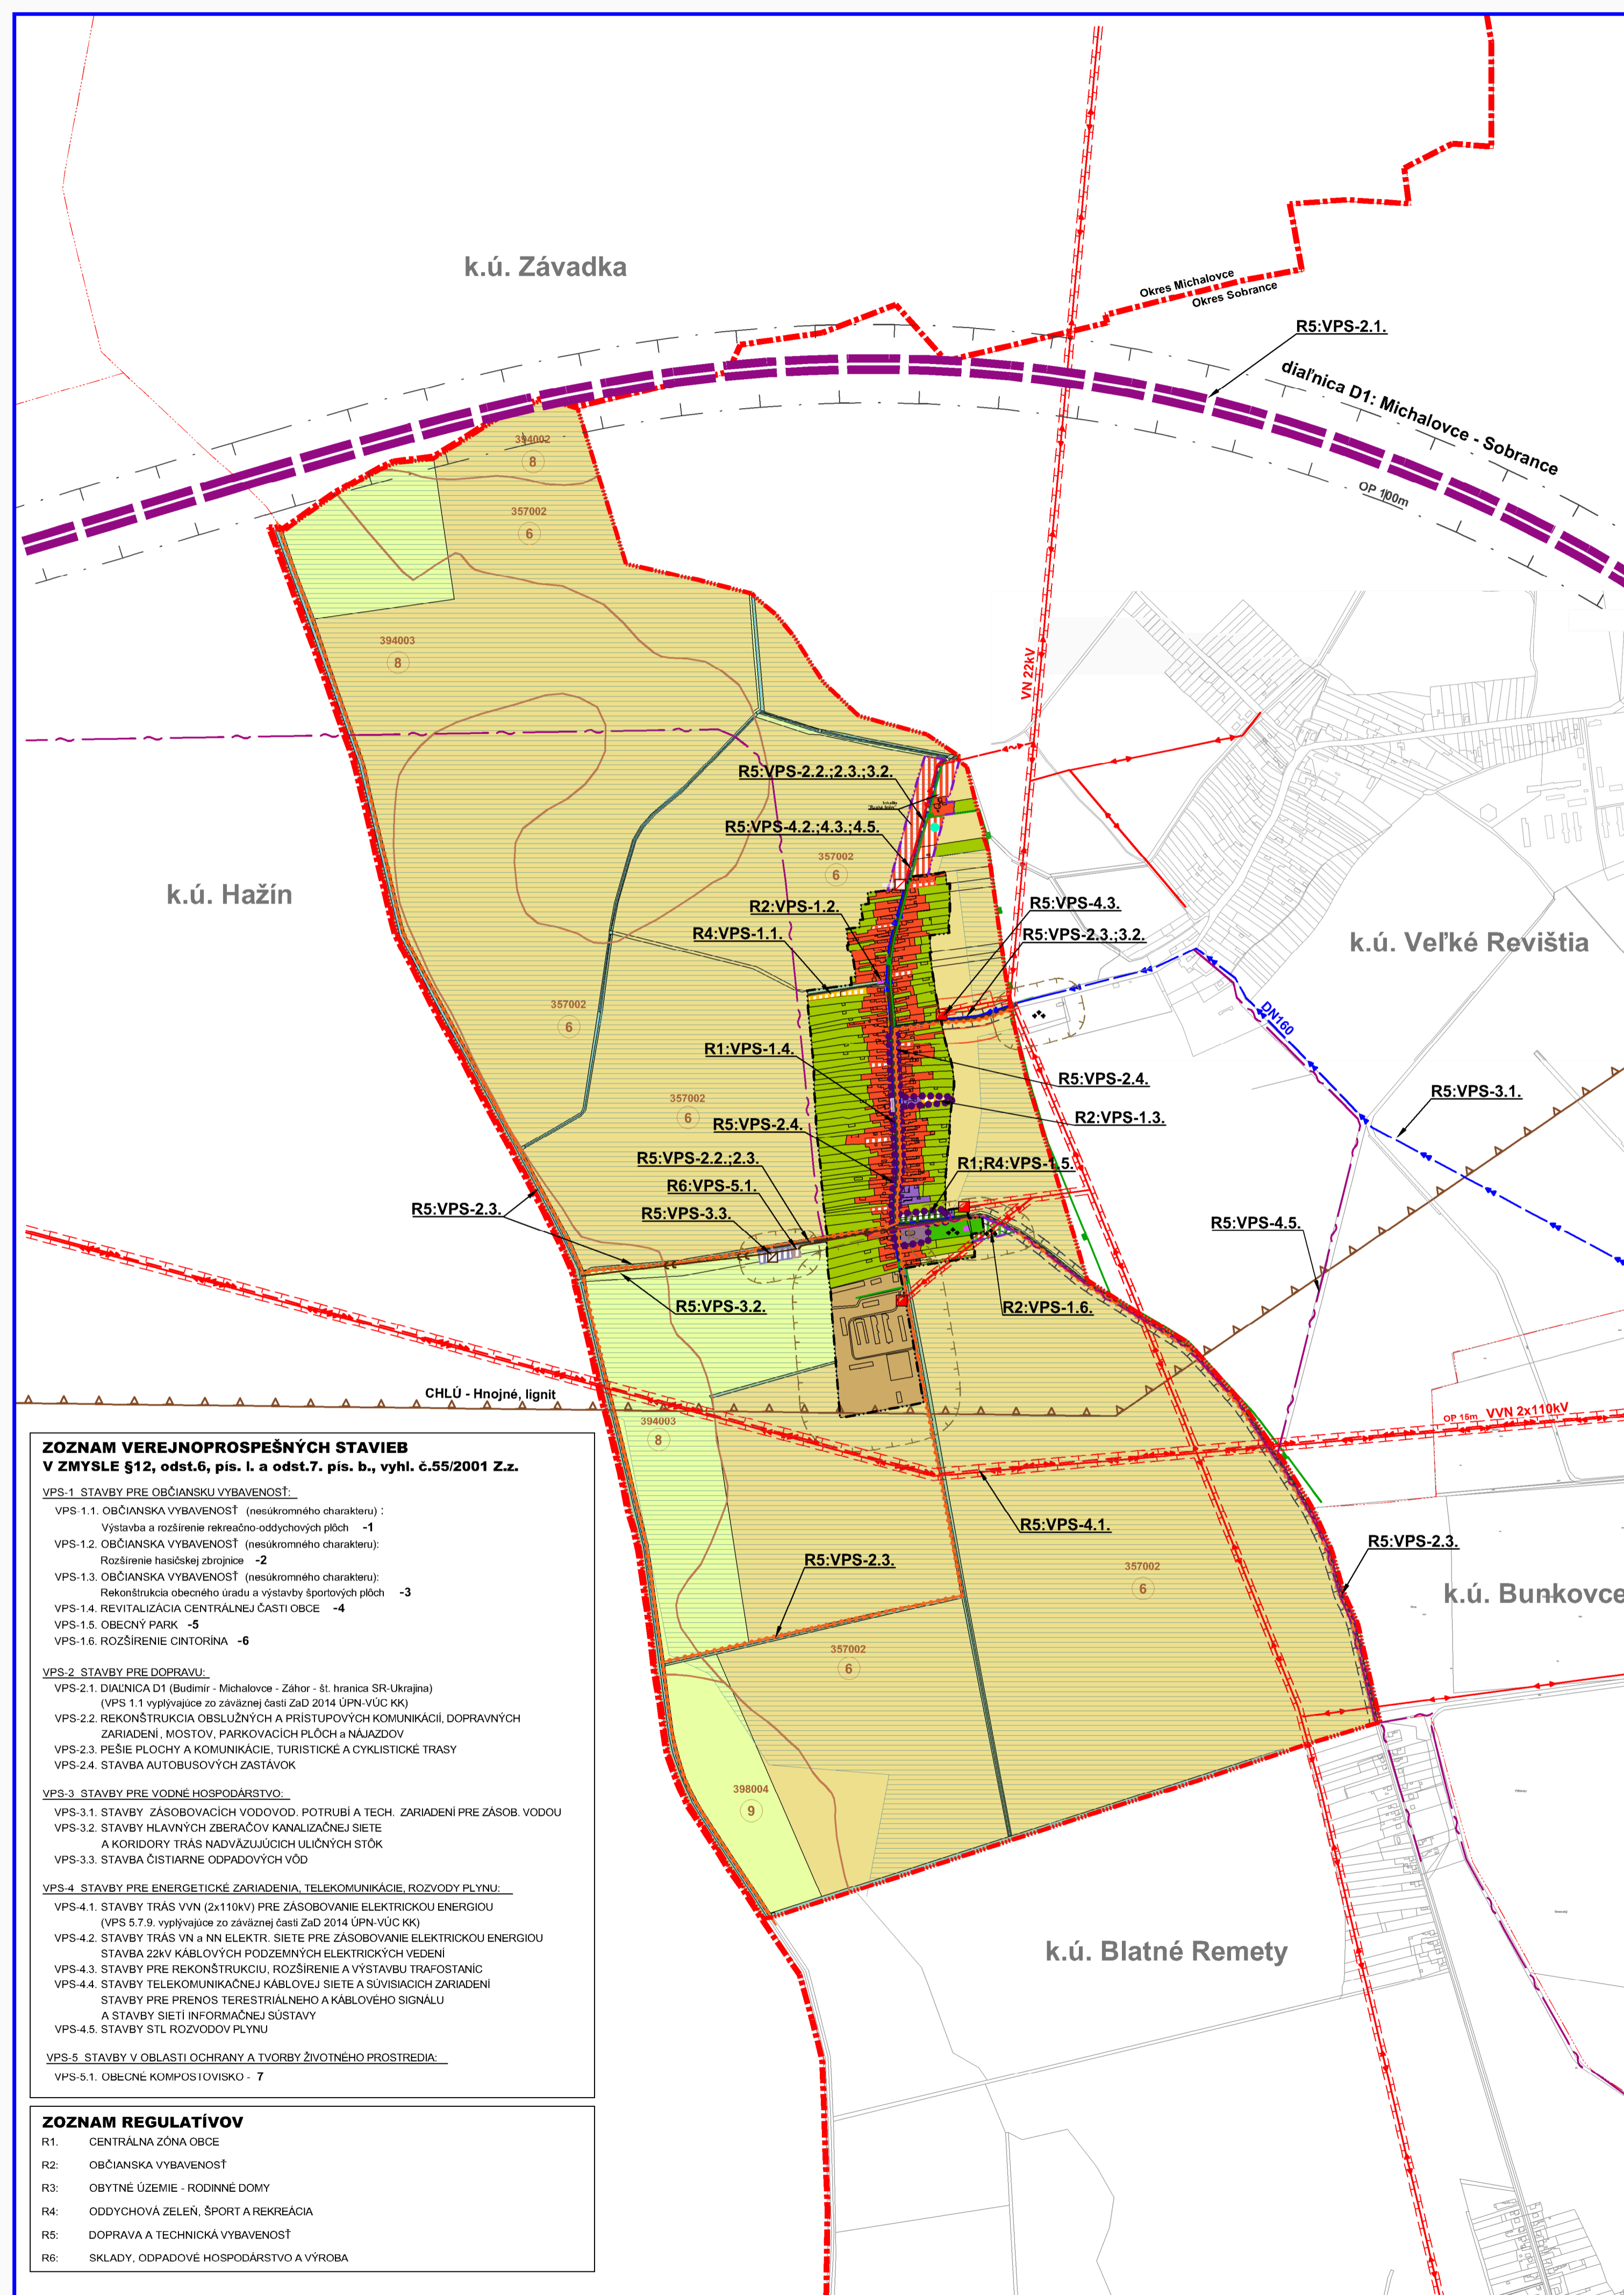 k.ú. Závadka
Okres Michalovce
Okres Sobrance
R5:VPS-2.1.
diaľnica D1: Michalovce - Sobrance
OP 100m
394002
8
357002
6
394003
8
VN 22kV
R5:VPS-2.2.;2.3.;3.2.
R5:VPS-4.2.;4.3.;4.5.
357002
6
k.ú. Hažín
R2:VPS-1.2.
R5:VPS-4.3.
R4:VPS-1.1.
R5:VPS-2.3.;3.2.
k.ú. Veľké Revištia
357002
6
DN160
R1:VPS-1.4.
R5:VPS-2.4.
R5:VPS-3.1.
357002
6
R2:VPS-1.3.
R5:VPS-2.4.
R5:VPS-2.2.;2.3.
R1;R4:VPS-1.5.
R6:VPS-5.1.
R5:VPS-2.3.
R5:VPS-3.3.
R5:VPS-4.5.
R5:VPS-3.2.
R2:VPS-1.6.
CHLÚ - Hnojné, lignit
OP 15m
VVN 2x110kV
394003
8
R5:VPS-4.1.
R5:VPS-2.3.
R5:VPS-2.3.
357002
6
k.ú. Bunkovce
357002
6
398004
9
k.ú. Blatné Remety
ZOZNAM VEREJNOPROSPEŠNÝCH STAVIEB
V ZMYSLE §12, odst.6, pís. l. a odst.7. pís. b., vyhl. č.55/2001 Z.z.
VPS-1 STAVBY PRE OBČIANSKU VYBAVENOSŤ:
VPS-1.1. OBČIANSKA VYBAVENOSŤ (nesúkromného charakteru) :
Výstavba a rozšírenie rekreačno-oddychových plôch -1
VPS-1.2. OBČIANSKA VYBAVENOSŤ (nesúkromného charakteru):
Rozšírenie hasičskej zbrojnice -2
VPS-1.3. OBČIANSKA VYBAVENOSŤ (nesúkromného charakteru):
Rekonštrukcia obecného úradu a výstavby športových plôch -3
VPS-1.4. REVITALIZÁCIA CENTRÁLNEJ ČASTI OBCE -4
VPS-1.5. OBECNÝ PARK -5
VPS-1.6. ROZŠÍRENIE CINTORÍNA -6
VPS-2 STAVBY PRE DOPRAVU:
VPS-2.1. DIAĽNICA D1 (Budimír - Michalovce - Záhor - št. hranica SR-Ukrajina)
(VPS 1.1 vyplývajúce zo záväznej časti ZaD 2014 ÚPN-VÚC KK)
VPS-2.2. REKONŠTRUKCIA OBSLUŽNÝCH A PRÍSTUPOVÝCH KOMUNIKÁCIÍ, DOPRAVNÝCH
ZARIADENÍ, MOSTOV, PARKOVACÍCH PLÔCH a NÁJAZDOV
VPS-2.3. PEŠIE PLOCHY A KOMUNIKÁCIE, TURISTICKÉ A CYKLISTICKÉ TRASY
VPS-2.4. STAVBA AUTOBUSOVÝCH ZASTÁVOK
VPS-3 STAVBY PRE VODNÉ HOSPODÁRSTVO:
VPS-3.1. STAVBY ZÁSOBOVACÍCH VODOVOD. POTRUBÍ A TECH. ZARIADENÍ PRE ZÁSOB. VODOU
VPS-3.2. STAVBY HLAVNÝCH ZBERAČOV KANALIZAČNEJ SIETE
A KORIDORY TRÁS NADVÄZUJÚCICH ULIČNÝCH STÔK
VPS-3.3. STAVBA ČISTIARNE ODPADOVÝCH VÔD
VPS-4 STAVBY PRE ENERGETICKÉ ZARIADENIA, TELEKOMUNIKÁCIE, ROZVODY PLYNU:
VPS-4.1. STAVBY TRÁS VVN (2x110kV) PRE ZÁSOBOVANIE ELEKTRICKOU ENERGIOU
(VPS 5.7.9. vyplývajúce zo záväznej časti ZaD 2014 ÚPN-VÚC KK)
VPS-4.2. STAVBY TRÁS VN a NN ELEKTR. SIETE PRE ZÁSOBOVANIE ELEKTRICKOU ENERGIOU
STAVBA 22kV KÁBLOVÝCH PODZEMNÝCH ELEKTRICKÝCH VEDENÍ
VPS-4.3. STAVBY PRE REKONŠTRUKCIU, ROZŠÍRENIE A VÝSTAVBU TRAFOSTANÍC
VPS-4.4. STAVBY TELEKOMUNIKAČNEJ KÁBLOVEJ SIETE A SÚVISIACICH ZARIADENÍ
STAVBY PRE PRENOS TERESTRIÁLNEHO A KÁBLOVÉHO SIGNÁLU
A STAVBY SIETÍ INFORMAČNEJ SÚSTAVY
VPS-4.5. STAVBY STL ROZVODOV PLYNU
VPS-5 STAVBY V OBLASTI OCHRANY A TVORBY ŽIVOTNÉHO PROSTREDIA:
VPS-5.1. OBECNÉ KOMPOSTOVISKO - 7
ZOZNAM REGULATÍVOV
R1. CENTRÁLNA ZÓNA OBCE
R2: OBČIANSKA VYBAVENOSŤ
R3: OBYTNÉ ÚZEMIE - RODINNÉ DOMY
R4: ODDYCHOVÁ ZELEŇ, ŠPORT A REKREÁCIA
R5: DOPRAVA A TECHNICKÁ VYBAVENOSŤ
R6: SKLADY, ODPADOVÉ HOSPODÁRSTVO A VÝROBA